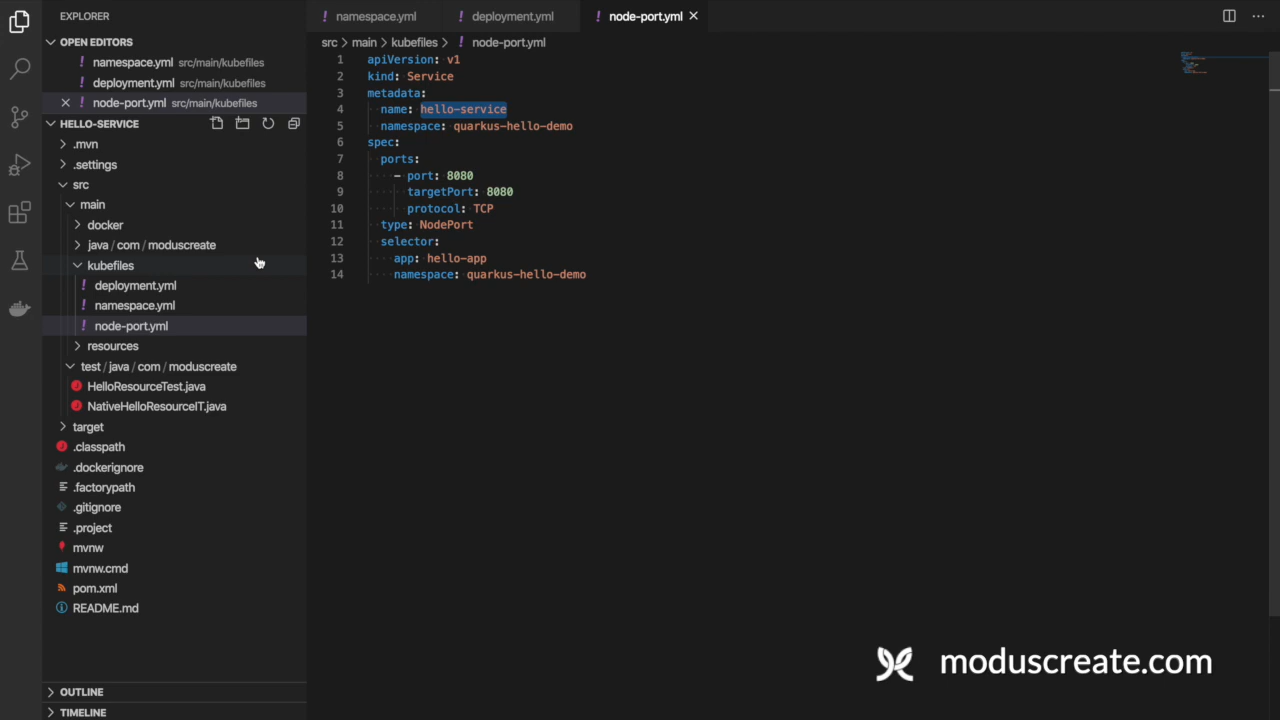 EXPLORER
OPEN EDITORS
namespace.yml src/main/kubefiles
deployment.yml src/main/kubefiles
node-port.yml src/main/kubefiles
HELLO-SERVICE
.mvn
.settings
src
main
docker
java / com / moduscreate
kubefiles
deployment.yml
namespace.yml
node-port.yml
resources
test / java / com / moduscreate
HelloResourceTest.java
NativeHelloResourceIT.java
target
.classpath
.dockerignore
.factorypath
.gitignore
.project
mvnw
mvnw.cmd
pom.xml
README.md
OUTLINE
TIMELINE
namespace.yml deployment.yml node-port.yml
src > main > kubefiles > ! node-port.yml
1 apiVersion: v1
2 kind: Service
3 metadata:
4 name: hello-service
5 namespace: quarkus-hello-demo
6 spec:
7 ports:
8 - port: 8080
9 targetPort: 8080
10 protocol: TCP
11 type: NodePort
12 selector:
13 app: hello-app
14 namespace: quarkus-hello-demo
moduscreate.com